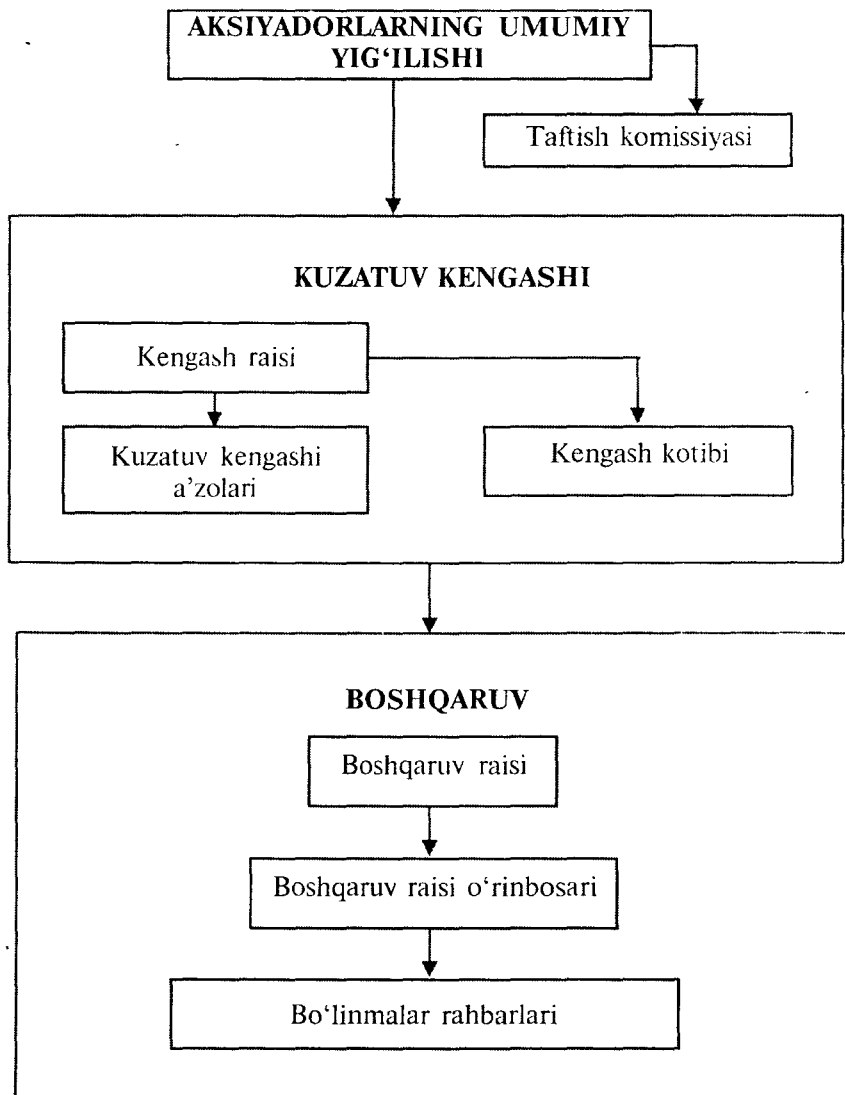 AKSIYADORLARNING UMUMIY
YIG‘ILISHI
Taftish komissiyasi
KUZATUV KENGASHI
Kengash raisi
Kuzatuv kengashi
a’zolari
Kengash kotibi
BOSHQARUV
Boshqaruv raisi
Boshqaruv raisi o‘rinbosari
Bo‘linmalar rahbarlari